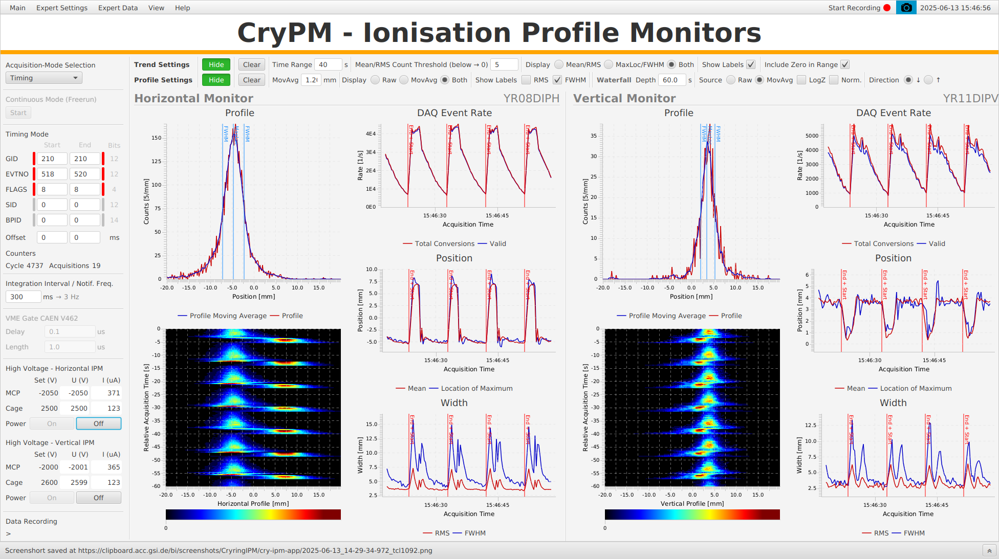 Main Expert Settings Expert Data View Help Start Recording 2025-06-13 15:46:56
CryPM - Ionisation Profile Monitors
Acquisition-Mode Selection
Timing
Continuous Mode (Freerun)
Start
Timing Mode
Start End Bits
GID 210 210 12
EVTNO 518 520 12
FLAGS 8 8 4
SID 0 0 12
BPID 0 0 14
Offset 0 0 ms
Counters
Cycle 4737 Acquisitions 19
Integration Interval / Notif. Freq.
300 ms → 3 Hz
VME Gate CAEN V462
Delay 0.1 us
Length 1.0 us
High Voltage - Horizontal IPM
Set (V) U (V) I (uA)
MCP -2050 -2050 371
Cage 2500 2500 123
Power On Off
High Voltage - Vertical IPM
Set (V) U (V) I (uA)
MCP -2000 -2001 365
Cage 2600 2599 123
Power On Off
Data Recording
>
Trend Settings Hide Clear Time Range 40 s Mean/RMS Count Threshold (below → 0) 5 Display Mean/RMS MaxLoc/FWHM Both Show Labels Include Zero in Range
Profile Settings Hide Clear MovAvg mm Display Raw MovAvg Both Show Labels RMS FWHM Waterfall Depth 60.0 s Source Raw MovAvg LogZ Norm. Direction ↓ ↑
Horizontal Monitor YR08DIPH
Profile
FWHM FWHM
150
125
100
75
50
25
0
Counts [5/mm]
-20.0 -15.0 -10.0 -5.0 0.0 5.0 10.0 15.0
Position [mm]
Profile Moving Average Profile
0
-5
-10
-15
-20
-25
-30
-35
-40
-45
-50
-55
-60
Relative Acquisition Time [s]
-20.0 -15.0 -10.0 -5.0 0.0 5.0 10.0 15.0
Horizontal Profile [mm]
0
DAQ Event Rate
End + Start End + Start End + Start End + Start
4E4
3E4
2E4
1E4
0E0
Rate [1/s]
15:46:30 15:46:45
Acquisition Time
Total Conversions Valid
Position
End + Start End + Start End + Start End + Start
10.0
7.5
5.0
2.5
0.0
-2.5
-5.0
Position [mm]
15:46:30 15:46:45
Acquisition Time
Mean Location of Maximum
Width
End + Start End + Start End + Start End + Start
15.0
12.5
10.0
7.5
5.0
2.5
Width [mm]
15:46:30 15:46:45
Acquisition Time
RMS FWHM
Vertical Monitor YR11DIPV
Profile
FWHM FWHM
35
30
25
20
15
10
5
0
Counts [5/mm]
-20.0 -15.0 -10.0 -5.0 0.0 5.0 10.0 15.0
Position [mm]
Profile Moving Average Profile
0
-5
-10
-15
-20
-25
-30
-35
-40
-45
-50
-55
-60
Relative Acquisition Time [s]
-20.0 -15.0 -10.0 -5.0 0.0 5.0 10.0 15.0
Vertical Profile [mm]
0
DAQ Event Rate
End + Start End + Start End + Start End + Start
5000
4000
3000
2000
1000
0
Rate [1/s]
15:46:30 15:46:45
Acquisition Time
Total Conversions Valid
Position
End + Start End + Start End + Start End + Start
6
5
4
3
2
1
0
Position [mm]
15:46:30 15:46:45
Acquisition Time
Mean Location of Maximum
Width
End + Start End + Start End + Start End + Start
12.5
10.0
7.5
5.0
2.5
Width [mm]
15:46:30 15:46:45
Acquisition Time
RMS FWHM
Screenshort saved at https://clipboard.acc.gsi.de/bi/screenshots/CryringIPM/cry-ipm-app/2025-06-13_14-29-34-972_tcl1092.png